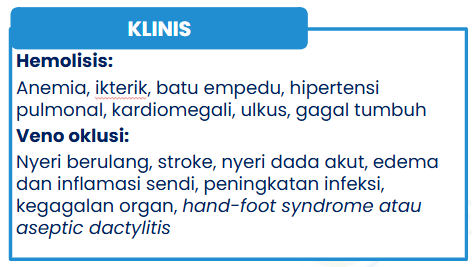 KLINIS
Hemolisis:
Anemia, ikterik, batu empedu, hipertensi
pulmonal, kardiomegali, ulkus, gagal tumbuh
Veno oklusi:
Nyeri berulang, stroke, nyeri dada akut, edema
dan inflamasi sendi, peningkatan infeksi,
kegagalan organ, hand-foot syndrome atau
aseptic dactylitis